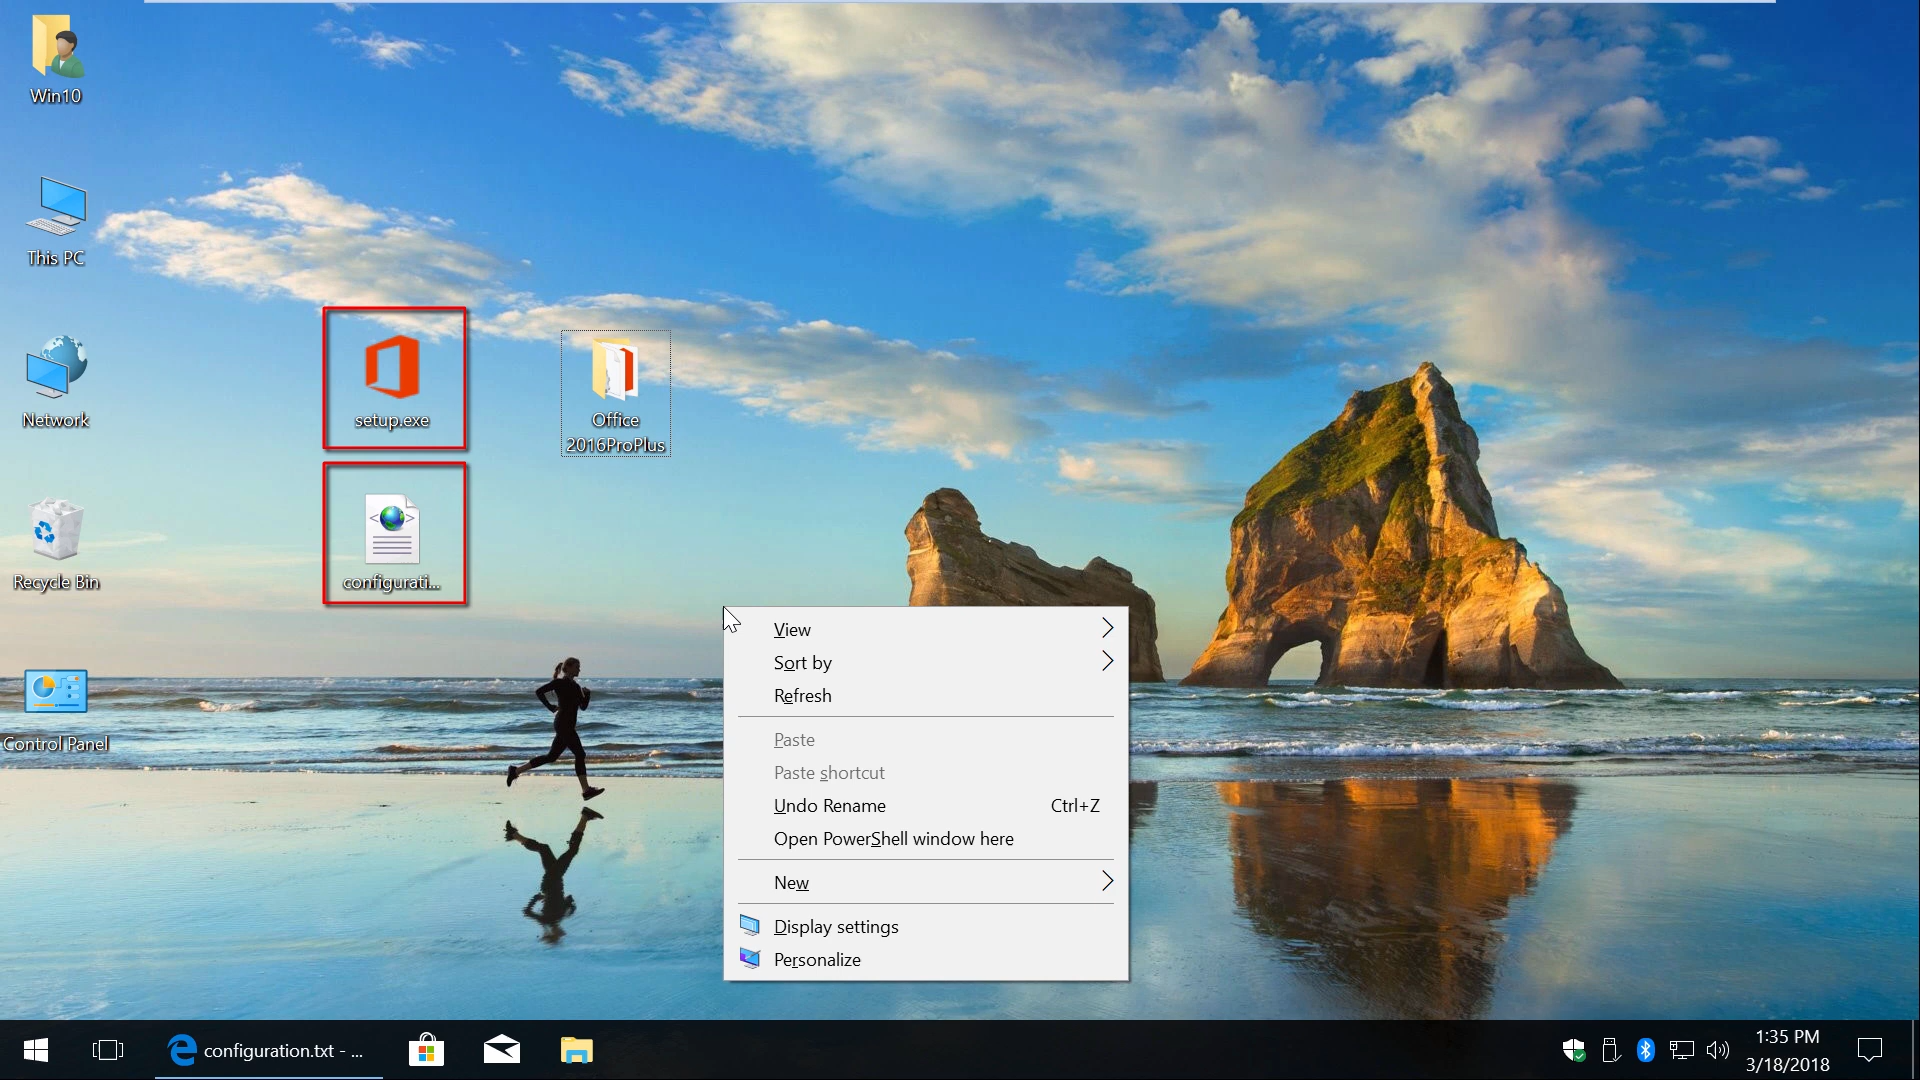 Win10
This PC
Network
Recycle Bin
Control Panel
setup.exe
configurati...
Office
2016ProPlus
View
Sort by
Refresh
Paste
Paste shortcut
Undo Rename Ctrl+Z
Open PowerShell window here
New
Display settings
Personalize
configuration.txt - ...
1:35 PM
3/18/2018